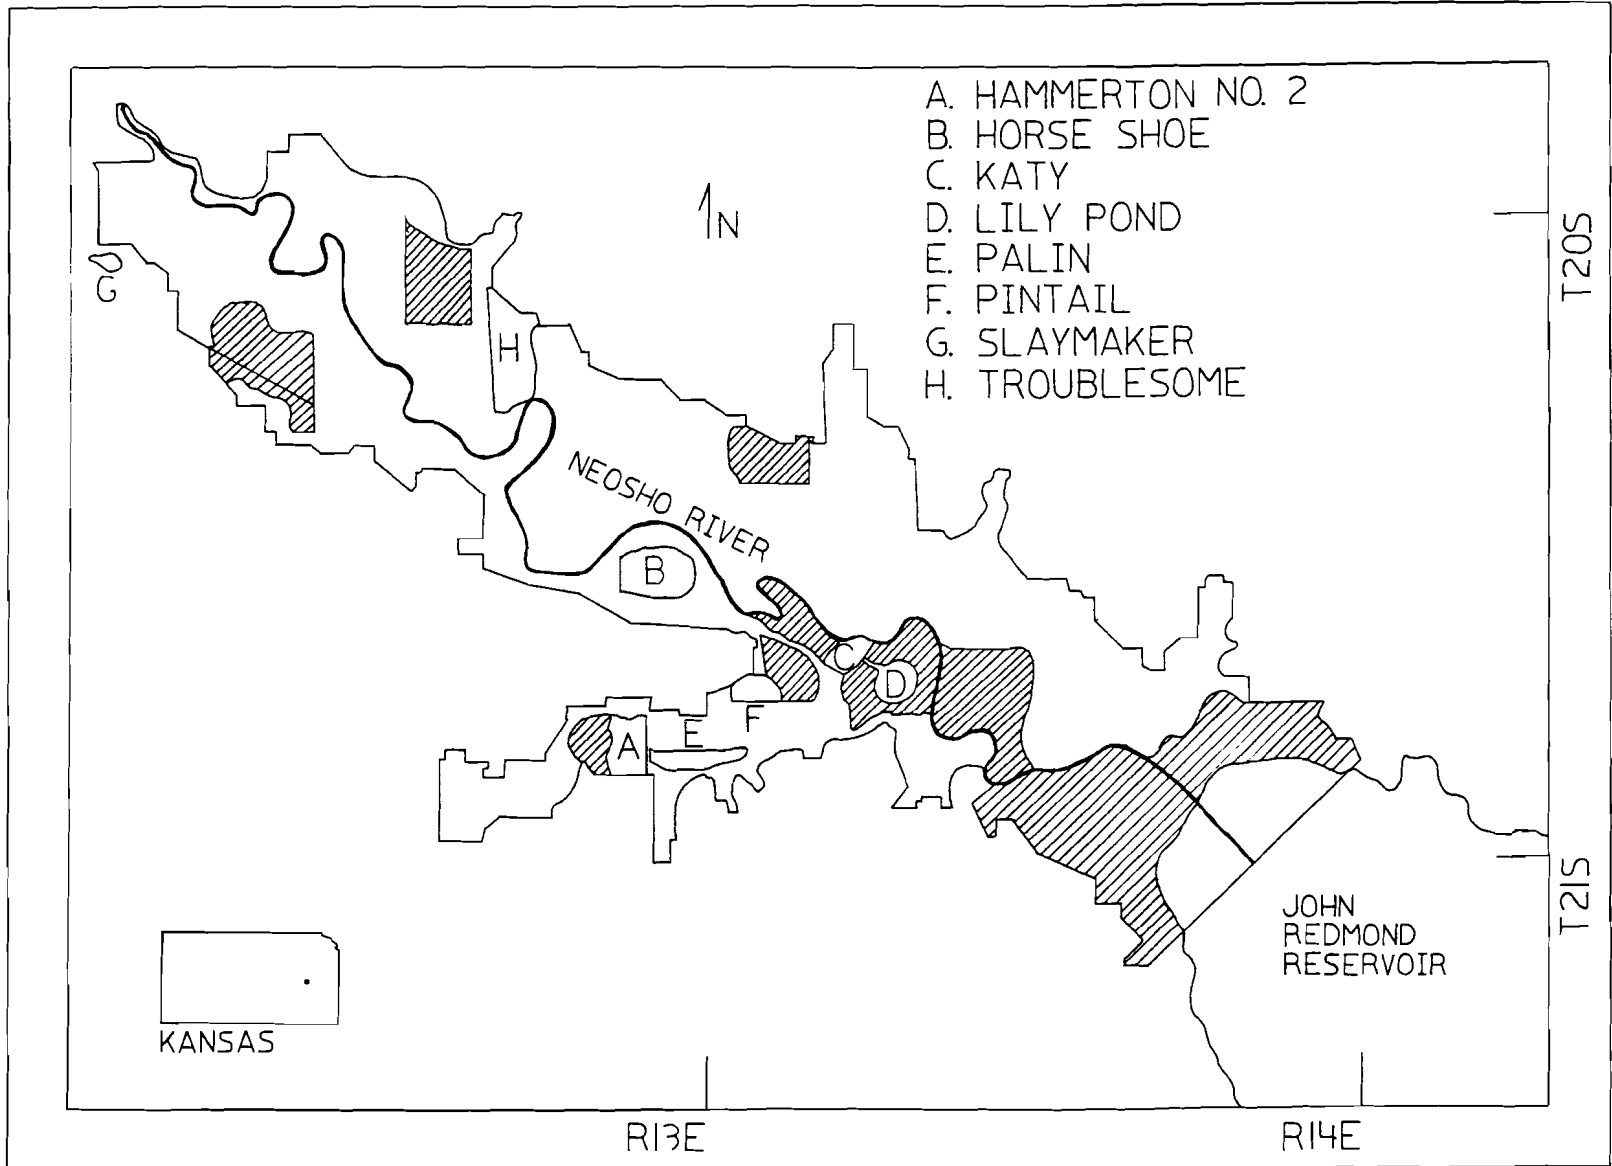 A. HAMMERTON NO. 2
B. HORSE SHOE
C. KATY
D. LILY POND
E. PALIN
F. PINTAIL
G. SLAYMAKER
H. TROUBLESOME
N
T20S
G
H
NEOSHO RIVER
B
C
D
A
E
F
T21S
JOHN
REDMOND
RESERVOIR
KANSAS
R13E
R14E